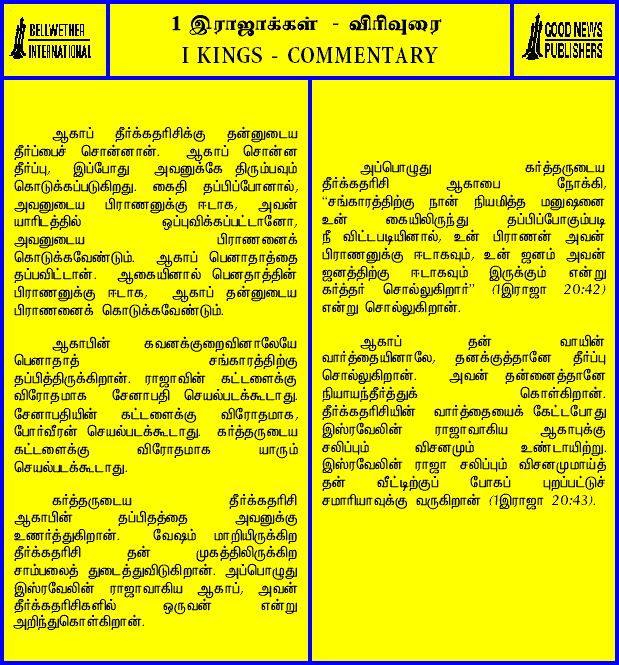 BELLWETHER
INTERNATIONAL
1 இராஜாக்கள் - விரிவுரை
I KINGS - COMMENTARY
GOOD NEWS
PUBLISHERS
ஆகாப் தீர்க்கதரிசிக்கு தன்னுடைய
தீர்ப்பைச் சொன்னான். ஆகாப் சொன்ன
தீர்ப்பு, இப்போது அவனுக்கே திரும்பவும்
கொடுக்கப்படுகிறது. கைதி தப்பிப்போனால்,
அவனுடைய பிராணனுக்கு ஈடாக, அவன்
யாரிடத்தில் ஒப்புவிக்கப்பட்டானோ,
அவனுடைய பிராணனைக்
கொடுக்கவேண்டும். ஆகாப் பெனாதாத்தை
தப்பவிட்டான். ஆகையினால் பெனதாத்தின்
பிராணனுக்கு ஈடாக, ஆகாப் தன்னுடைய
பிராணனைக் கொடுக்கவேண்டும்.
ஆகாபின் கவனக்குறைவினாலேயே
பெனாதாத் சங்காரத்திற்கு
தப்பித்திருக்கிறான். ராஜாவின் கட்டளைக்கு
விரோதமாக சேனாபதி செயல்படக்கூடாது.
சேனாபதியின் கட்டளைக்கு விரோதமாக,
போர்வீரன் செயல்படக்கூடாது. கர்த்தருடைய
கட்டளைக்கு விரோதமாக யாரும்
செயல்படக்கூடாது.
கர்த்தருடைய தீர்க்கதரிசி
ஆகாபின் தப்பிதத்தை அவனுக்கு
உணர்த்துகிறான். வேஷம் மாறியிருக்கிற
தீர்க்கதரிசி தன் முகத்திலிருக்கிற
சாம்பலைத் துடைத்துவிடுகிறான். அப்பொழுது
இஸ்ரவேலின் ராஜாவாகிய ஆகாப், அவன்
தீர்க்கதரிசிகளில் ஒருவன் என்று
அறிந்துகொள்கிறான்.
அப்பொழுது கர்த்தருடைய
தீர்க்கதரிசி ஆகாபை நோக்கி,
“சங்காரத்திற்கு நான் நியமித்த மனுஷனை
உன் கையிலிருந்து தப்பிப்போகும்படி
நீ விட்டபடியினால், உன் பிராணன் அவன்
பிராணனுக்கு ஈடாகவும், உன் ஜனம் அவன்
ஜனத்திற்கு ஈடாகவும் இருக்கும் என்று
கர்த்தர் சொல்லுகிறார்” (1இராஜா 20:42)
என்று சொல்லுகிறான்.
ஆகாப் தன் வாயின்
வார்த்தையினாலே, தனக்குத்தானே தீர்ப்பு
சொல்லுகிறான். அவன் தன்னைத்தானே
நியாயந்தீர்த்துக் கொள்கிறான்.
தீர்க்கதரிசியின் வார்த்தையைக் கேட்டபோது
இஸ்ரவேலின் ராஜாவாகிய ஆகாபுக்கு
சலிப்பும் விசனமும் உண்டாயிற்று.
இஸ்ரவேலின் ராஜா சலிப்பும் விசனமுமாய்த்
தன் வீட்டிற்குப் போகப் புறப்பட்டுச்
சமாரியாவுக்கு வருகிறான் (1இராஜா 20:43).